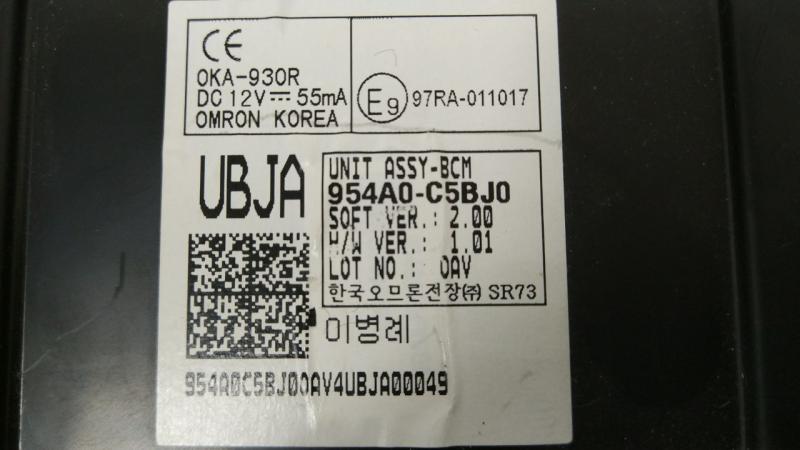 CE
OKA-930R
DC 12V⎓ 55mA
OMRON KOREA
E9 97RA-011017
UBJA
UNIT ASSY-BCM
954A0-C5BJ0
SOFT VER.: 2.00
H/W VER.: 1.01
LOT NO.: 0AV
한국오므론전장(주) SR73
이병례
954A0C5BJ00AV4UBJA00049